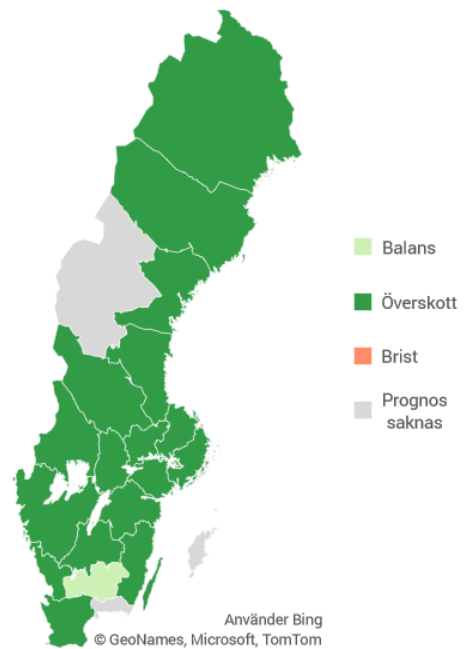 Balans
Överskott
Brist
Prognos
saknas
Använder Bing
© GeoNames, Microsoft, TomTom